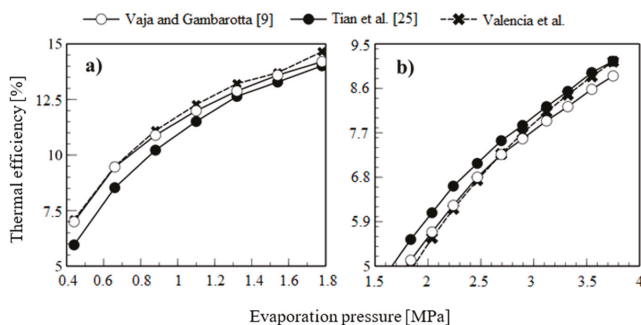 Vaja and Gambarotta [9] Tian et al. [25] Valencia et al.
a) b)
15 9.5
12.5 8.6
10 7.7
6.8
7.5 5.9
5 5
0.4 0.6 0.8 1 1.2 1.4 1.6 1.8 1.5 2 2.5 3 3.5 4
Thermal efficiency [%]
Evaporation pressure [MPa]